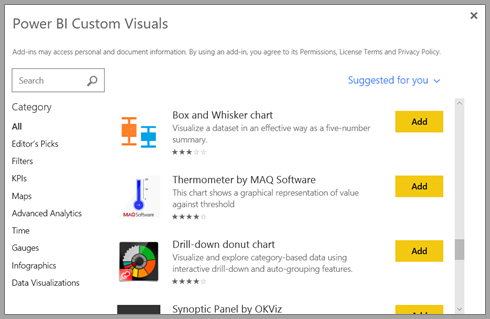 Power BI Custom Visuals
Add-ins may access personal and document information. By using an add-in, you agree to its Permissions, License Terms and Privacy Policy.
Search
Suggested for you
Category
All
Editor's Picks
Filters
KPIs
Maps
Advanced Analytics
Time
Gauges
Infographics
Data Visualizations
Box and Whisker chart
Visualize a dataset in an effective way as a five-number
summary.
Add
MAQSoftware
Thermometer by MAQ Software
This chart shows a graphical representation of value
against threshold
Add
Drill-down donut chart
Visualize and explore category-based data using
interactive drill-down and auto-grouping features.
Add
Synoptic Panel by OKViz
Add